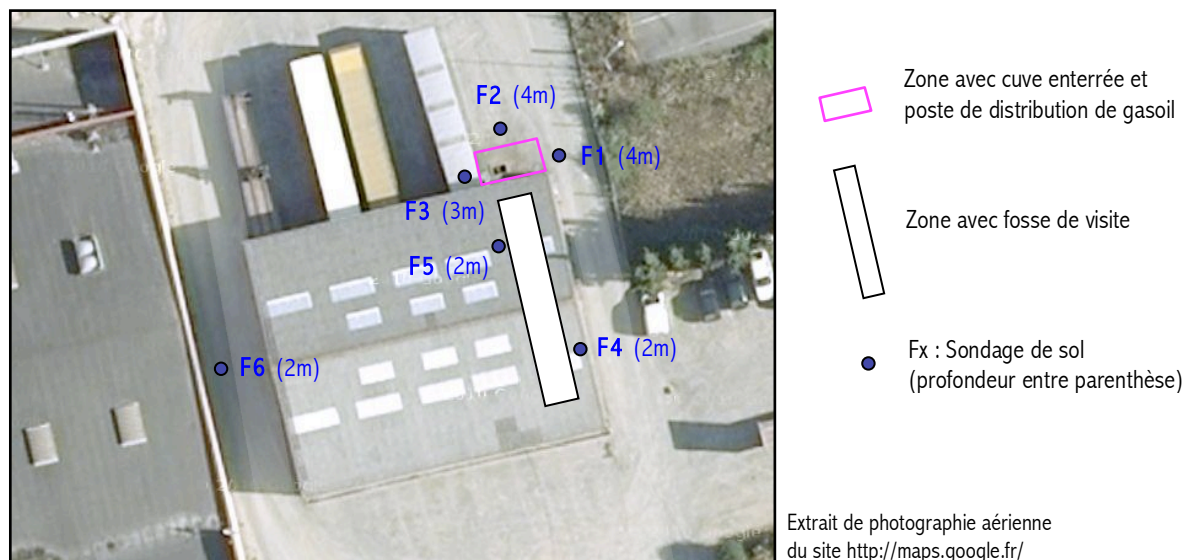 F2 (4m)
F1 (4m)
F3 (3m)
F5 (2m)
F4 (2m)
F6 (2m)
Zone avec cuve enterrée et
poste de distribution de gasoil
Zone avec fosse de visite
Fx : Sondage de sol
(profondeur entre parenthèse)
Extrait de photographie aérienne
du site http://maps.google.fr/